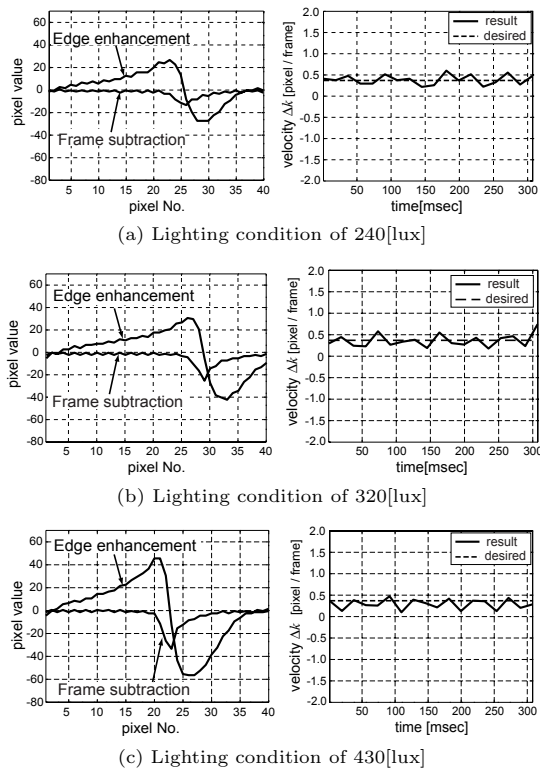 Edge enhancement
Frame subtraction
pixel value
60
40
20
0
-20
-40
-60
-80
5 10 15 20 25 30 35 40
pixel No.
result
desired
velocity Δk [pixel / frame]
2.0
1.5
1.0
0.5
0
-0.5
-1.0
-1.5
-2.0
0 50 100 150 200 250 300
time[msec]
(a) Lighting condition of 240[lux]
Edge enhancement
Frame subtraction
pixel value
60
40
20
0
-20
-40
-60
-80
5 10 15 20 25 30 35 40
pixel No.
result
desired
velocity Δk [pixel / frame]
2.0
1.5
1.0
0.5
0
-0.5
-1.0
-1.5
-2.0
0 50 100 150 200 250 300
time[msec]
(b) Lighting condition of 320[lux]
Edge enhancement
Frame subtraction
pixel value
60
40
20
0
-20
-40
-60
-80
5 10 15 20 25 30 35 40
pixel No.
result
desired
velocity Δk [pixel / frame]
2.0
1.5
1.0
0.5
0
-0.5
-1.0
-1.5
-2.0
0 50 100 150 200 250 300
time [msec]
(c) Lighting condition of 430[lux]